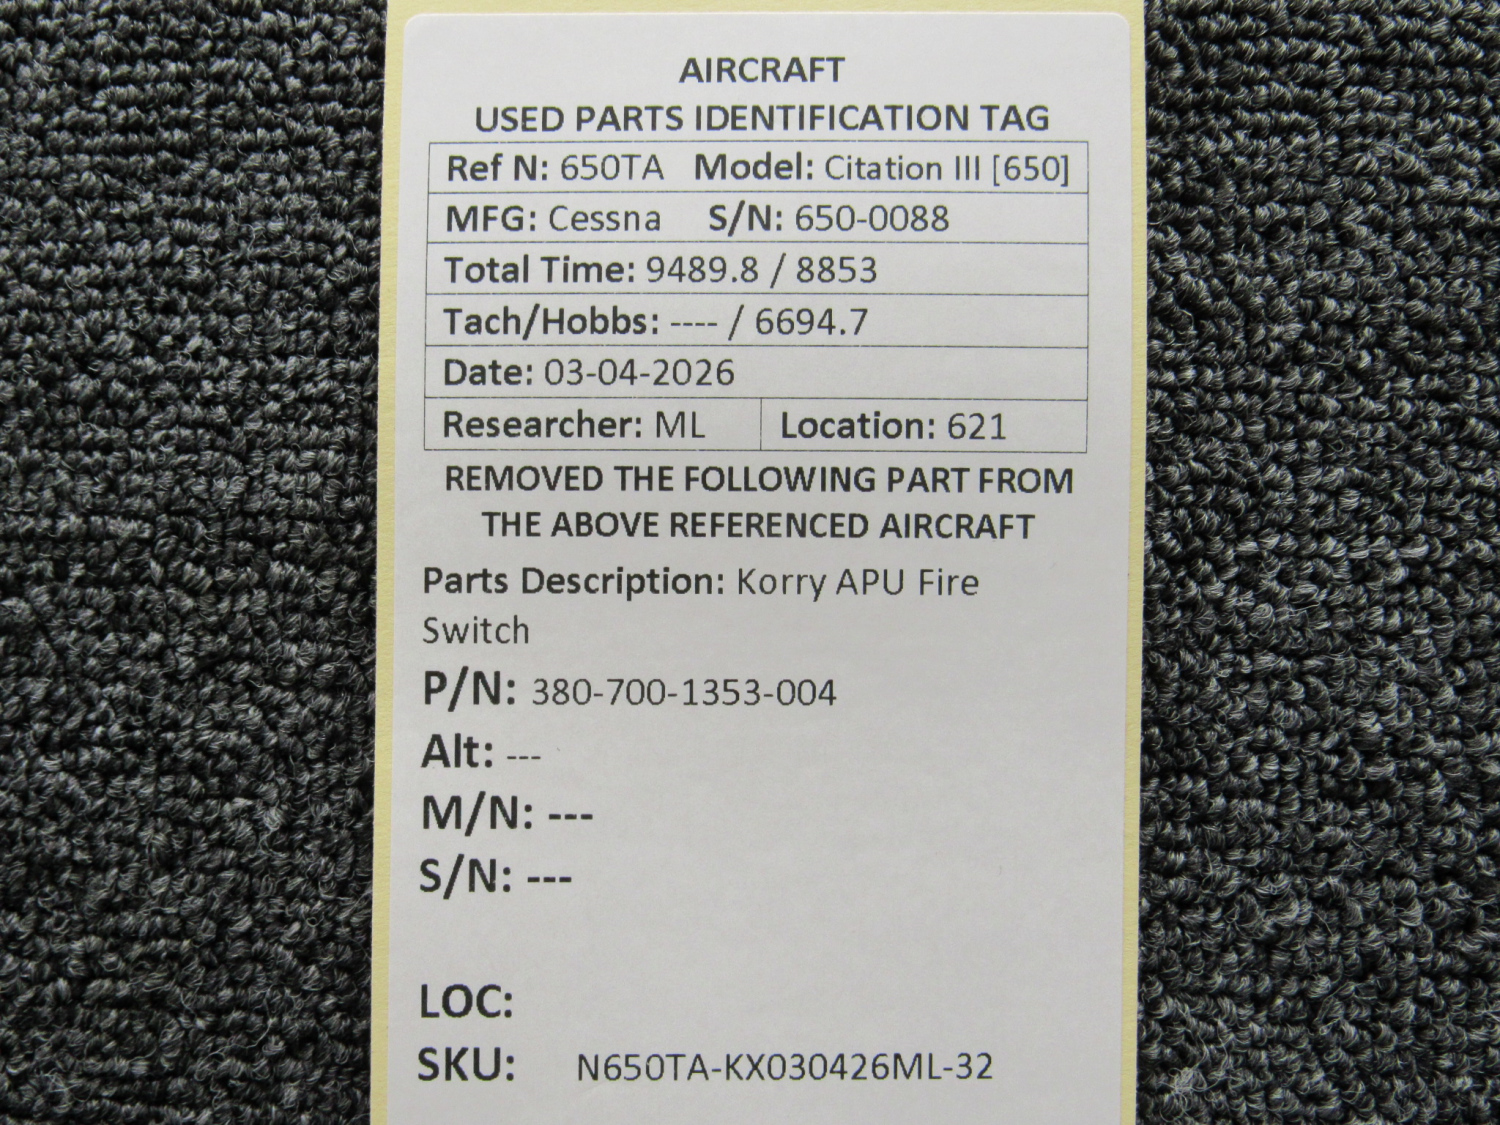 AIRCRAFT
USED PARTS IDENTIFICATION TAG
Ref N: 650TA Model: Citation III [650]
MFG: Cessna S/N: 650-0088
Total Time: 9489.8 / 8853
Tach/Hobbs: ---- / 6694.7
Date: 03-04-2026
Researcher: ML Location: 621
REMOVED THE FOLLOWING PART FROM
THE ABOVE REFERENCED AIRCRAFT
Parts Description: Korry APU Fire
Switch
P/N: 380-700-1353-004
Alt: ---
M/N: ---
S/N: ---
LOC:
SKU: N650TA-KX030426ML-32